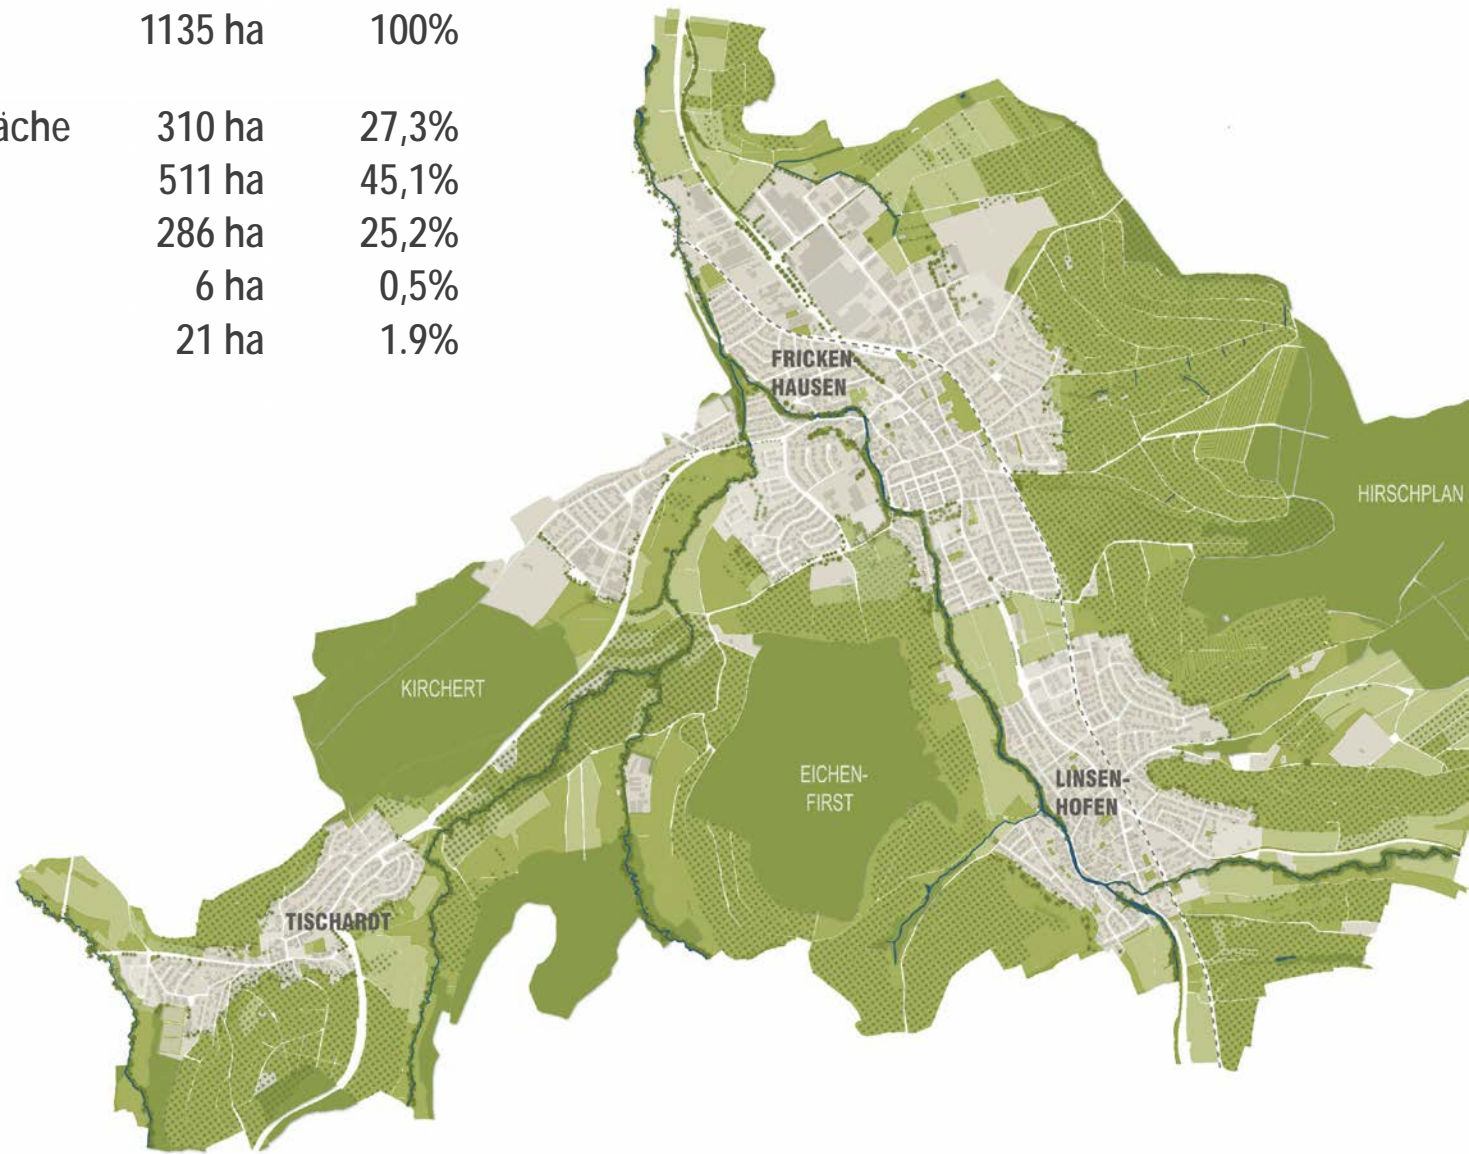 1135 ha 100%
äche 310 ha 27,3%
511 ha 45,1%
286 ha 25,2%
6 ha 0,5%
21 ha 1.9%
FRICKEN-
HAUSEN
HIRSCHPLAN
KIRCHERT
EICHEN-
FIRST
LINSEN-
HOFEN
TISCHARDT